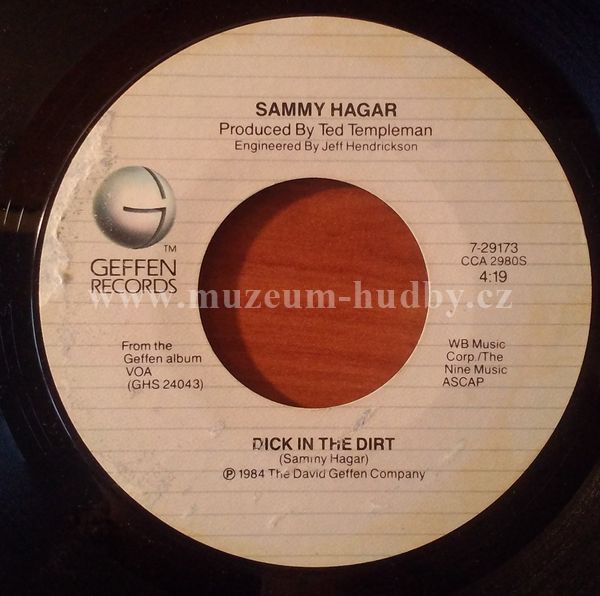 SAMMY HAGAR
Produced By Ted Templeman
Engineered By Jeff Hendrickson
G
TM
GEFFEN
RECORDS
7-29173
CCA 2980S
4:19
www.muzeum-hudby.cz
From the
Geffen album
VOA
(GHS 24043)
WB Music
Corp./The
Nine Music
ASCAP
DICK IN THE DIRT
(Sammy Hagar)
Ⓟ 1984 The David Geffen Company